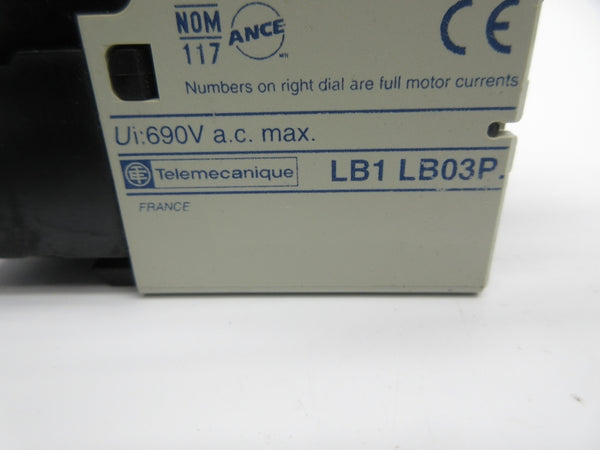 NOM
117
ANCE
CE
Numbers on right dial are full motor currents
Ui:690V a.c. max.
Telemecanique
LB1 LB03P.
FRANCE